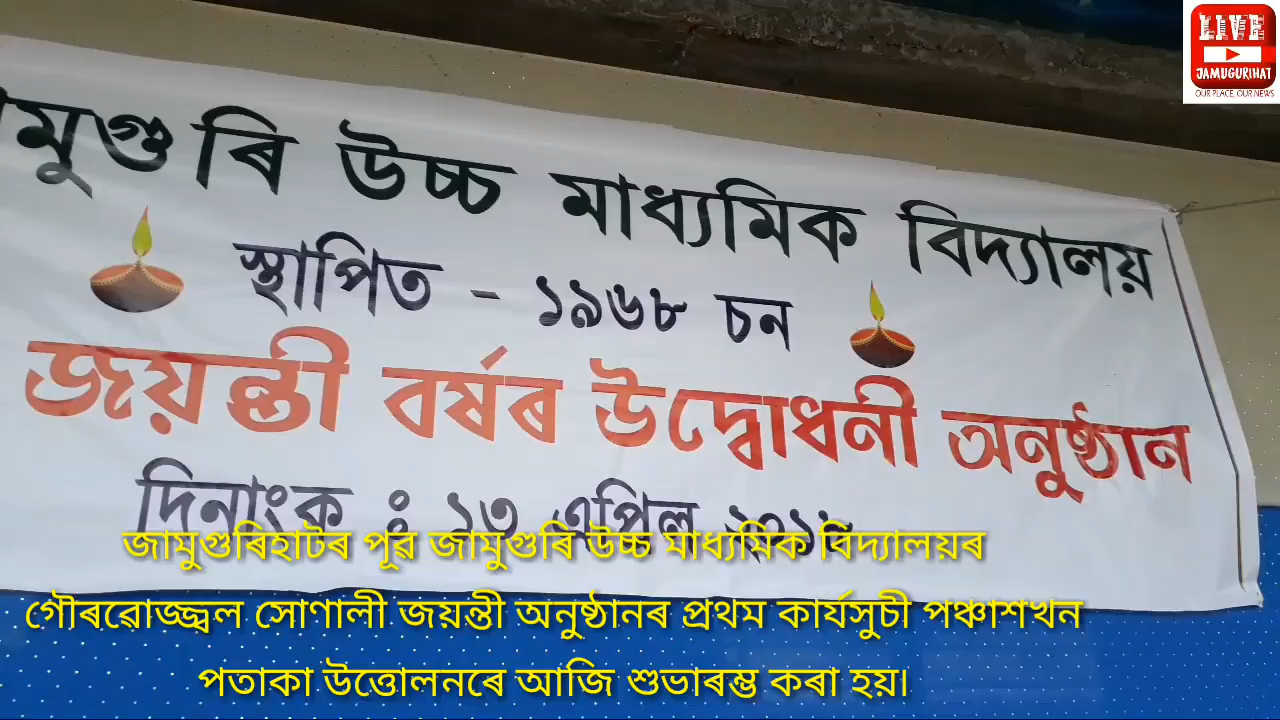 LIVE
JAMUGURIHAT
OUR PLACE, OUR NEWS
মুগুৰি উচ্চ মাধ্যমিক বিদ্যালয়
স্থাপিত - ১৯৬৮ চন
জয়ন্তী বৰ্ষৰ উদ্বোধনী অনুষ্ঠান
দিনাংক ঃ ১৩ এপ্ৰিল
জামুগুৰিহাটৰ পূৱ জামুগুৰি উচ্চ মাধ্যমিক বিদ্যালয়ৰ
গৌৰৱোজ্জ্বল সোণালী জয়ন্তী অনুষ্ঠানৰ প্ৰথম কাৰ্যসুচী পঞ্চাশখন
পতাকা উত্তোলনৰে আজি শুভাৰম্ভ কৰা হয়।